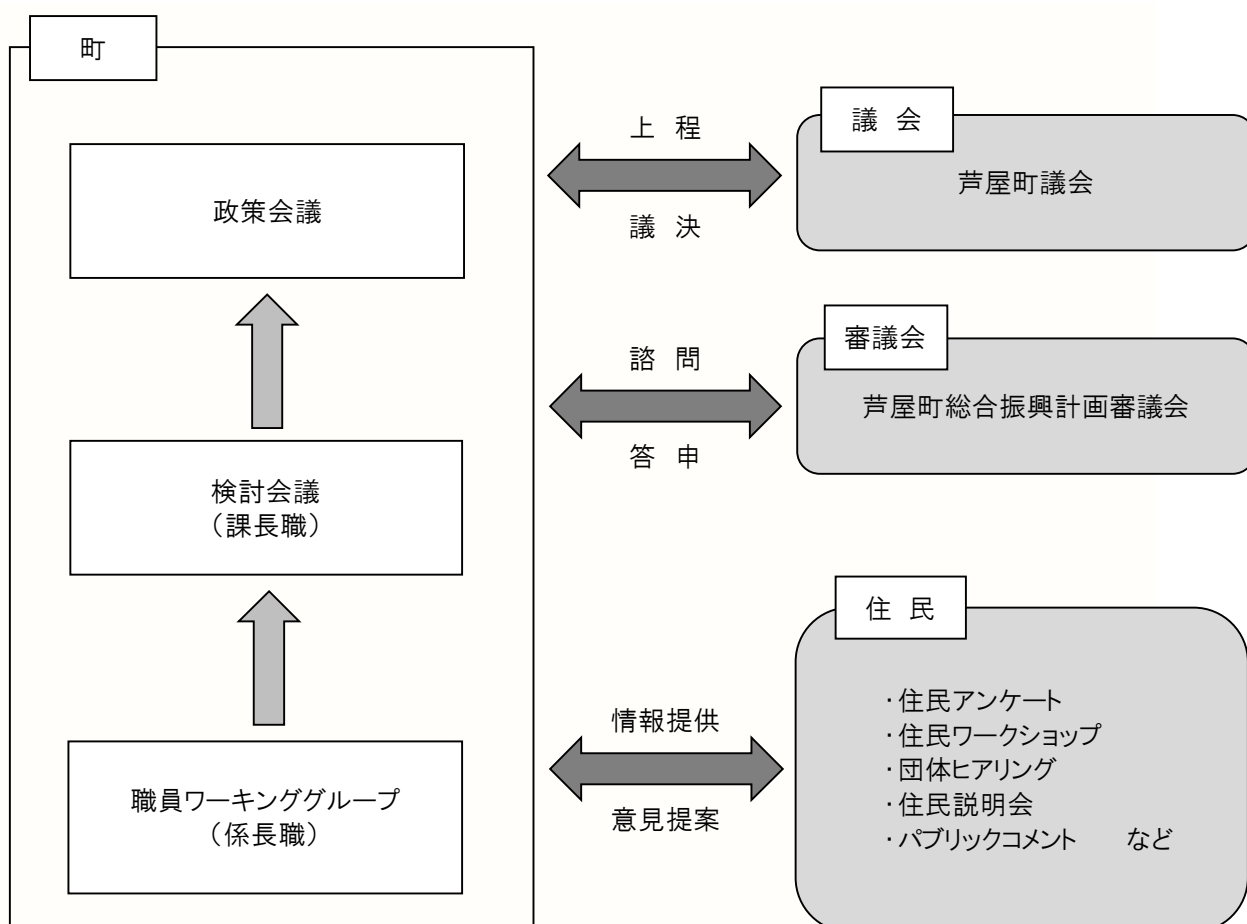 町
政策会議
検討会議
（課長職）
職員ワーキンググループ
（係長職）
上 程
議 決
諮 問
答 申
情報提供
意見提案
議 会
芦屋町議会
審議会
芦屋町総合振興計画審議会
住 民
・住民アンケート
・住民ワークショップ
・団体ヒアリング
・住民説明会
・パブリックコメント　　など